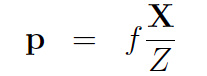 p = f X/Z